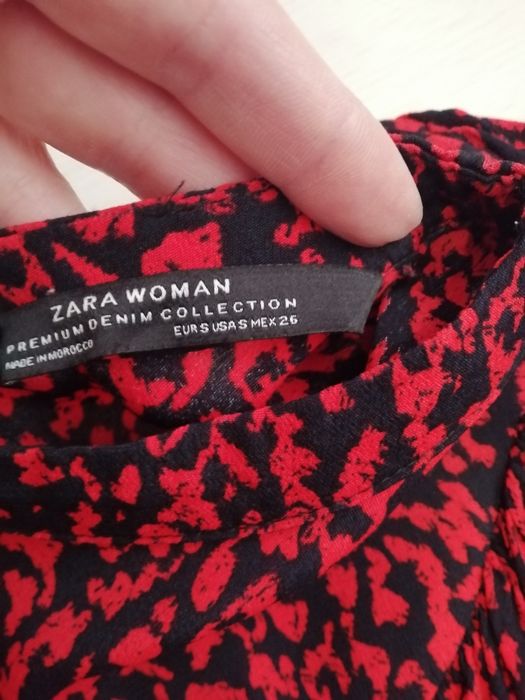 ZARA WOMAN
PREMIUM DENIM COLLECTION
MADE IN MOROCCO
EUR S USA S MEX 26